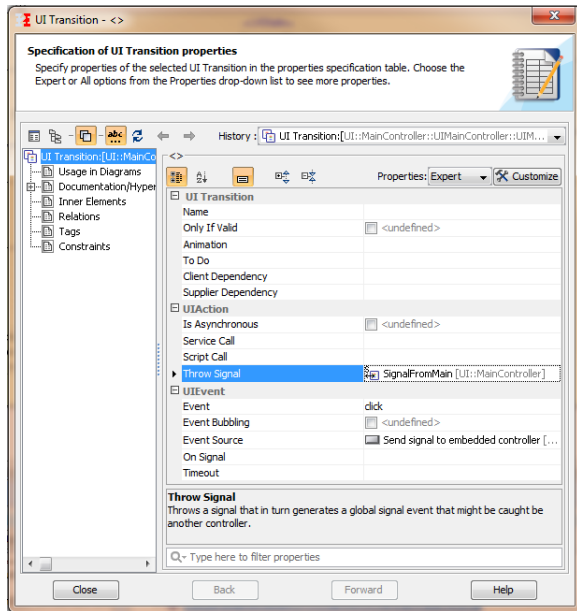 UI Transition - <>
x
Specification of UI Transition properties
Specify properties of the selected UI Transition in the properties specification table. Choose the
Expert or All options from the Properties drop-down list to see more properties.
abc
History : UI Transition:[UI::MainController::UIMainController::UIM...
UI Transition:[UI::MainCo
Usage in Diagrams
Documentation/Hyper
Inner Elements
Relations
Tags
Constraints
<>
Properties: Expert Customize
UI Transition
Name
Only If Valid <undefined>
Animation
To Do
Client Dependency
Supplier Dependency
UIAction
Is Asynchronous <undefined>
Service Call
Script Call
Throw Signal SignalFromMain [UI::MainController]
UIEvent
Event click
Event Bubbling <undefined>
Event Source Send signal to embedded controller [...
On Signal
Timeout
Throw Signal
Throws a signal that in turn generates a global signal event that might be caught be
another controller.
Type here to filter properties
Close Back Forward Help